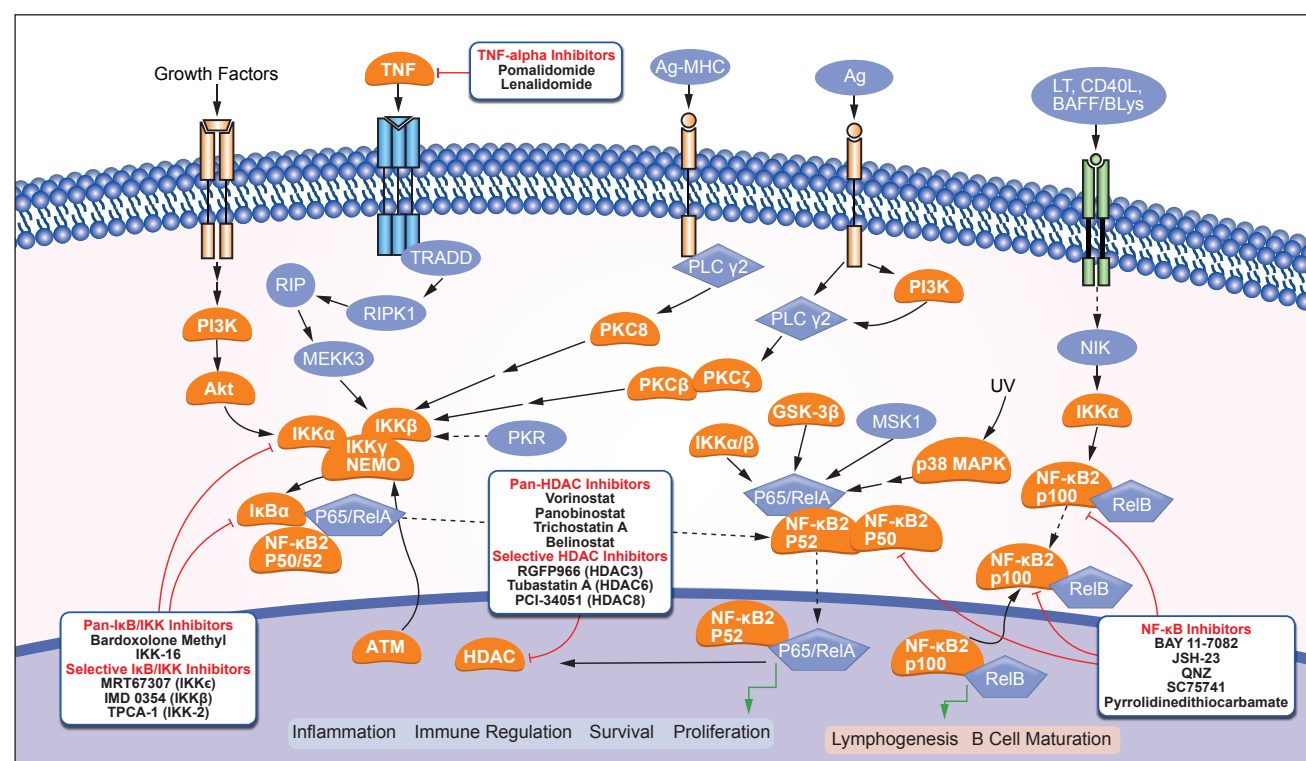 Growth Factors
TNF
TNF-alpha Inhibitors
Pomalidomide
Lenalidomide
Ag-MHC
Ag
LT, CD40L,
BAFF/BLys
TRADD
RIP
RIPK1
MEKK3
PI3K
Akt
PLC γ2
PKC8
PLC γ2
PI3K
PKCβ
PKCζ
NIK
UV
IKKα
IKKα
IKKβ
IKKγ
NEMO
PKR
IKKα/β
GSK-3β
MSK1
p38 MAPK
P65/RelA
NF-κB2
P52
NF-κB2
P50
NF-κB2
p100
RelB
NF-κB2
p100
RelB
IκBα
P65/RelA
NF-κB2
P50/52
Pan-HDAC Inhibitors
Vorinostat
Panobinostat
Trichostatin A
Belinostat
Selective HDAC Inhibitors
RGFP966 (HDAC3)
Tubastatin A (HDAC6)
PCI-34051 (HDAC8)
Pan-IκB/IKK Inhibitors
Bardoxolone Methyl
IKK-16
Selective IκB/IKK Inhibitors
MRT67307 (IKKϵ)
IMD 0354 (IKKβ)
TPCA-1 (IKK-2)
ATM
HDAC
NF-κB2
P52
P65/RelA
NF-κB2
p100
RelB
NF-κB Inhibitors
BAY 11-7082
JSH-23
QNZ
SC75741
Pyrrolidinedithiocarbamate
Inflammation Immune Regulation Survival Proliferation
Lymphogenesis B Cell Maturation